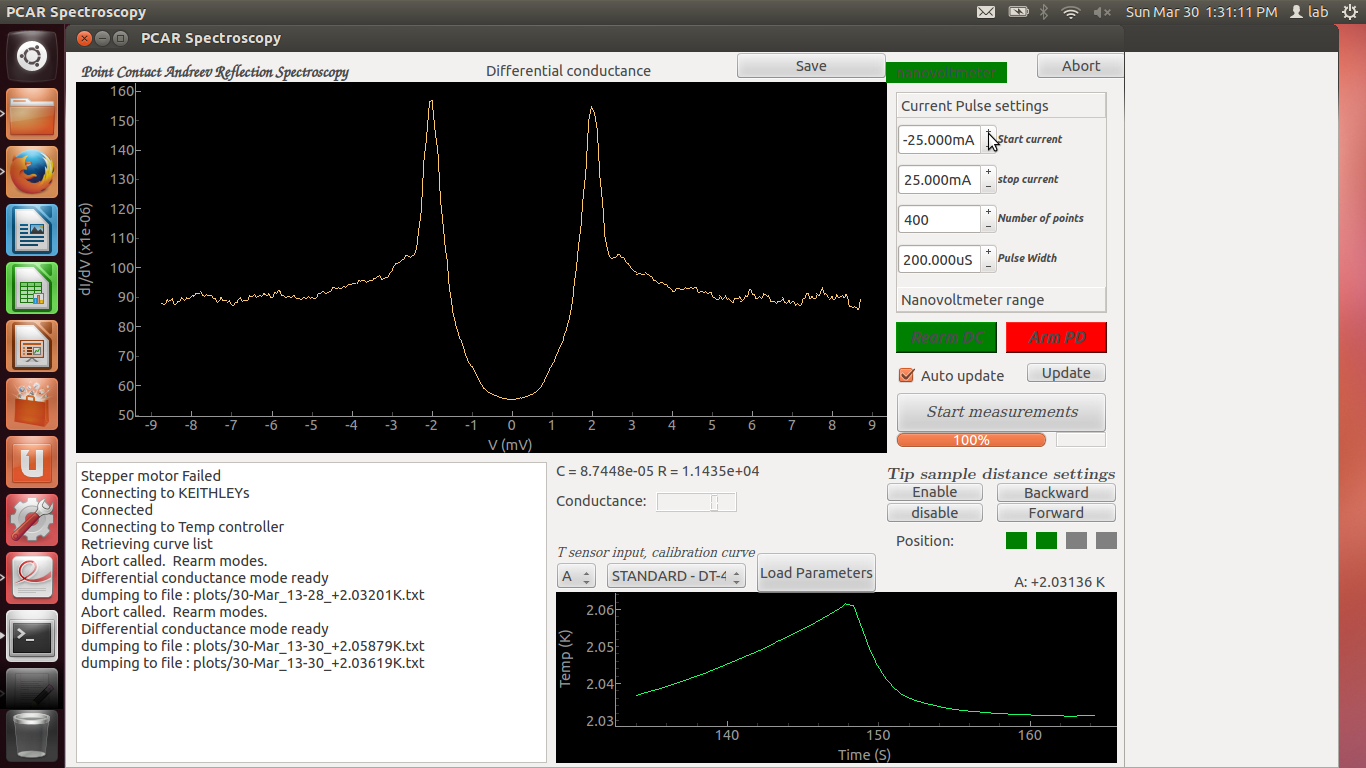 PCAR Spectroscopy
Sun Mar 30 1:31:11 PM lab
PCAR Spectroscopy
Point Contact Andreev Reflection Spectroscopy
Differential conductance
Save
Abort
160
150
140
130
120
110
100
90
80
70
60
50
dI/dV (x1e-06)
-9 -8 -7 -6 -5 -4 -3 -2 -1 0 1 2 3 4 5 6 7 8 9
V (mV)
Current Pulse settings
-25.000mA Start current
25.000mA stop current
400 Number of points
200.000uS Pulse Width
Nanovoltmeter range
Rearm DC Arm PD
Auto update Update
Start measurements
100%
Stepper motor Failed
Connecting to KEITHLEYs
Connected
Connecting to Temp controller
Retrieving curve list
Abort called. Rearm modes.
Differential conductance mode ready
dumping to file : plots/30-Mar_13-28_+2.03201K.txt
Abort called. Rearm modes.
Differential conductance mode ready
dumping to file : plots/30-Mar_13-30_+2.05879K.txt
dumping to file : plots/30-Mar_13-30_+2.03619K.txt
C = 8.7448e-05 R = 1.1435e+04
Conductance:
T sensor input, calibration curve
A STANDARD - DT-4 Load Parameters
Tip sample distance settings
Enable Backward
disable Forward
Position:
A: +2.03136 K
2.06
2.05
2.04
2.03
Temp (K)
140 150 160
Time (S)